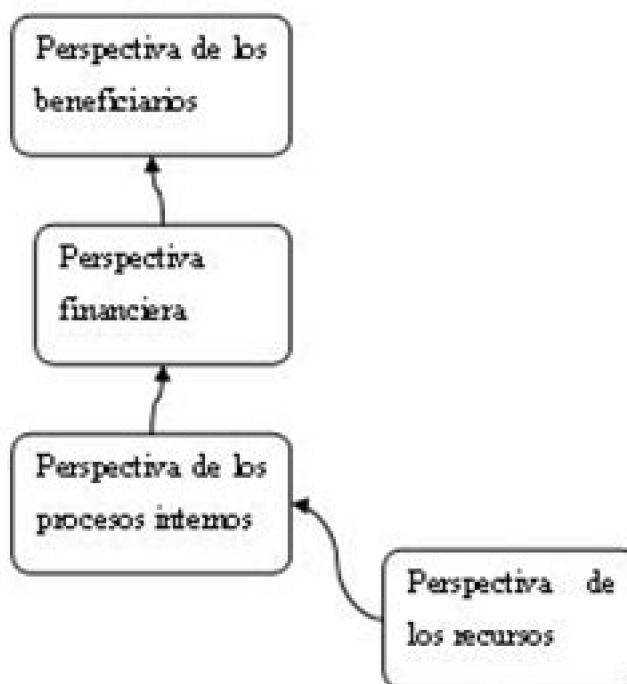 Perspectiva de los
beneficiarios
Perspectiva
financiera
Perspectiva de los
procesos internos
Perspectiva de
los recursos